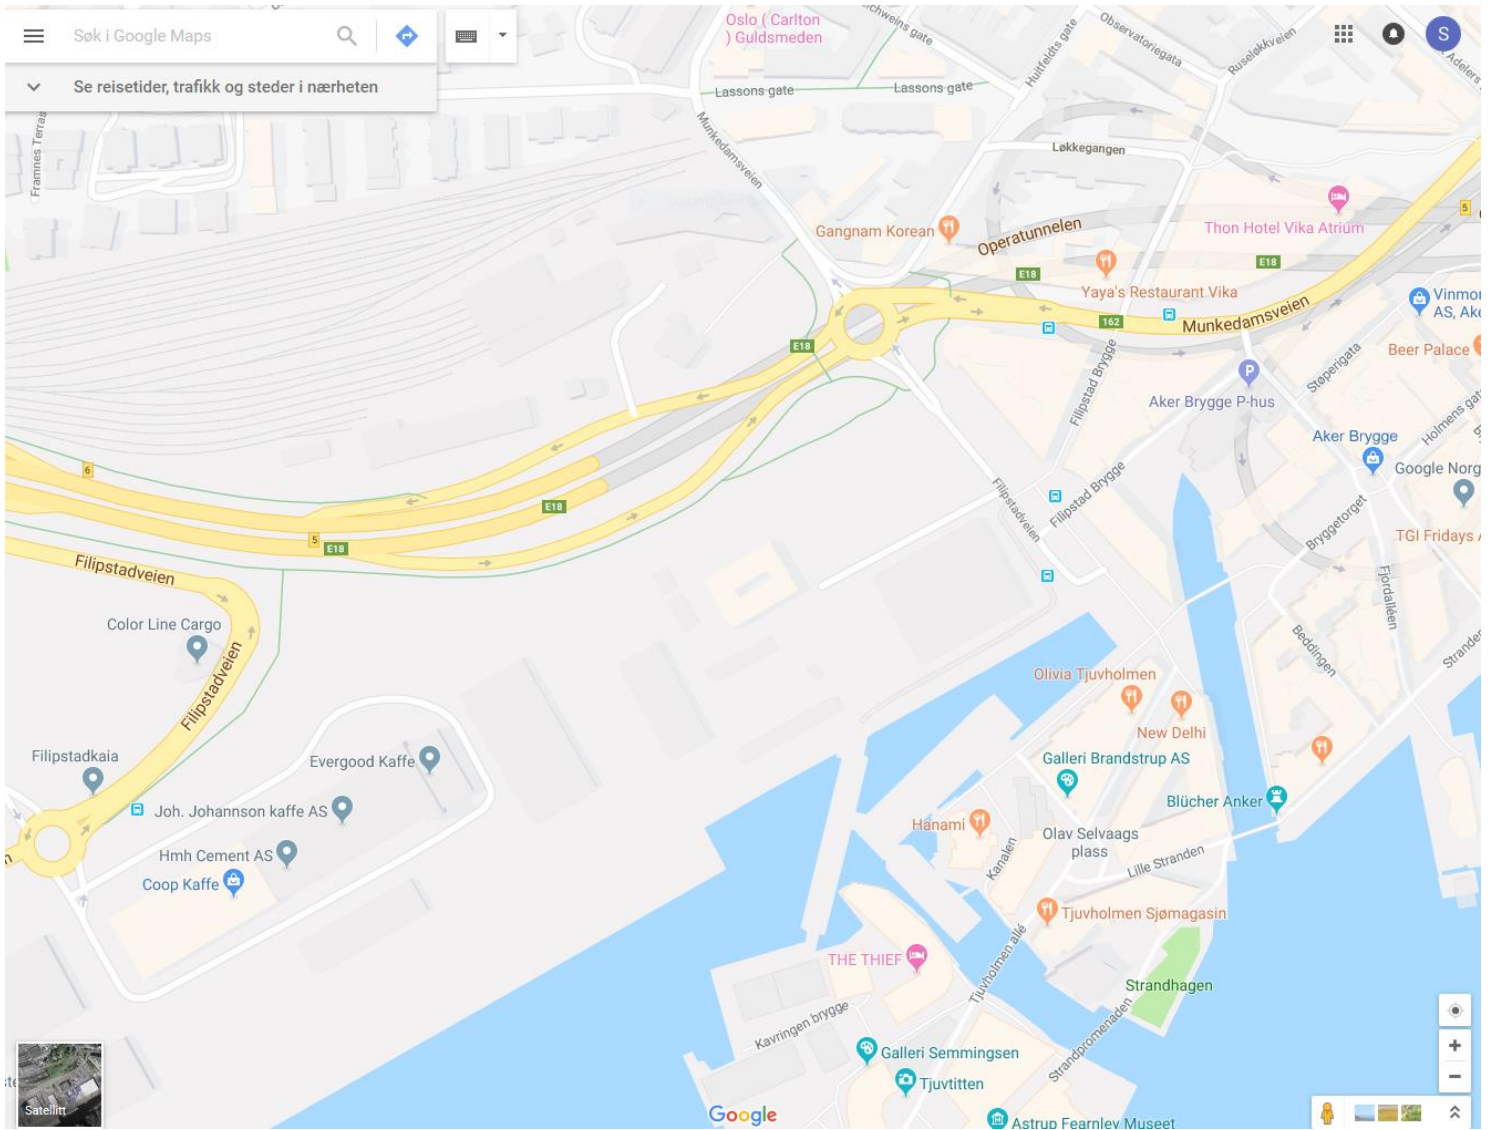 Oslo ( Carlton
) Guldsmeden
Observatoriegata
Huitfeldts gate
Ruseløkkveien
Søk i Google Maps
S
Se reisetider, trafikk og steder i nærheten
Lassons gate
Lassons gate
Munkedamsveien
Løkkegangen
Framnes Terras
Thon Hotel Vika Atrium
5
Gangnam Korean
Operatunnelen
E18
E18
Yaya's Restaurant Vika
162
Munkedamsveien
Vinmo
AS, Ake
E18
Beer Palace
Støperigata
Filipstad Brygge
P
Aker Brygge P-hus
Holmens gat
Aker Brygge
6
Google Norg
Filipstad Brygge
Filipstadveien
E18
Bryggetorget
TGI Fridays
5
E18
Filipstadveien
Fjordalléen
Color Line Cargo
Beddingen
Strande
Filipstadveien
Olivia Tjuvholmen
New Delhi
Filipstadkaia
Evergood Kaffe
Galleri Brandstrup AS
Blücher Anker
Joh. Johannson kaffe AS
Hanami
Olav Selvaags
plass
Hmh Cement AS
Kanalen
Lille Stranden
Coop Kaffe
Tjuvholmen Sjømagasin
THE THIEF
Tjuvholmen allé
Strandhagen
Kavringen brygge
Strandpromenaden
Galleri Semmingsen
Tjuvtitten
Satellitt
Google
Astrup Fearnley Museet